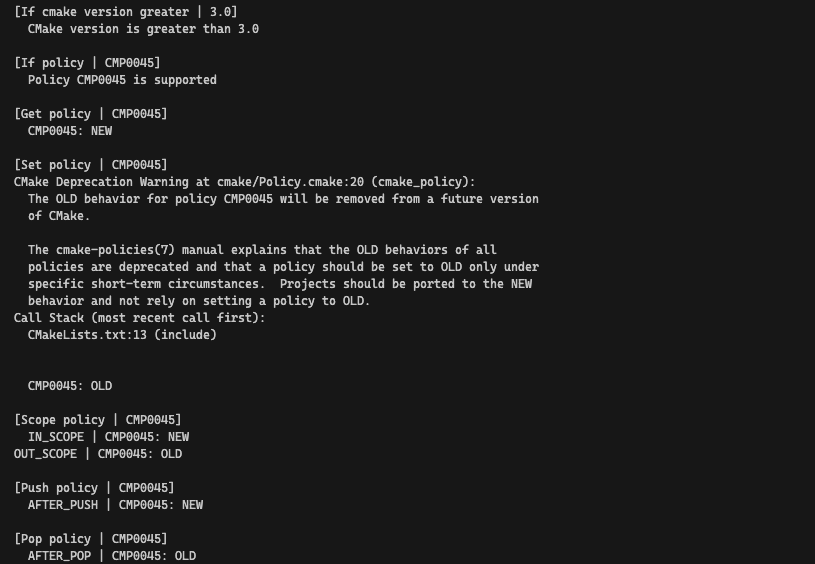 [If cmake version greater | 3.0]
CMake version is greater than 3.0
[If policy | CMP0045]
Policy CMP0045 is supported
[Get policy | CMP0045]
CMP0045: NEW
[Set policy | CMP0045]
CMake Deprecation Warning at cmake/Policy.cmake:20 (cmake_policy):
The OLD behavior for policy CMP0045 will be removed from a future version
of CMake.
The cmake-policies(7) manual explains that the OLD behaviors of all
policies are deprecated and that a policy should be set to OLD only under
specific short-term circumstances.  Projects should be ported to the NEW
behavior and not rely on setting a policy to OLD.
Call Stack (most recent call first):
CMakeLists.txt:13 (include)
CMP0045: OLD
[Scope policy | CMP0045]
IN_SCOPE | CMP0045: NEW
OUT_SCOPE | CMP0045: OLD
[Push policy | CMP0045]
AFTER_PUSH | CMP0045: NEW
[Pop policy | CMP0045]
AFTER_POP | CMP0045: OLD